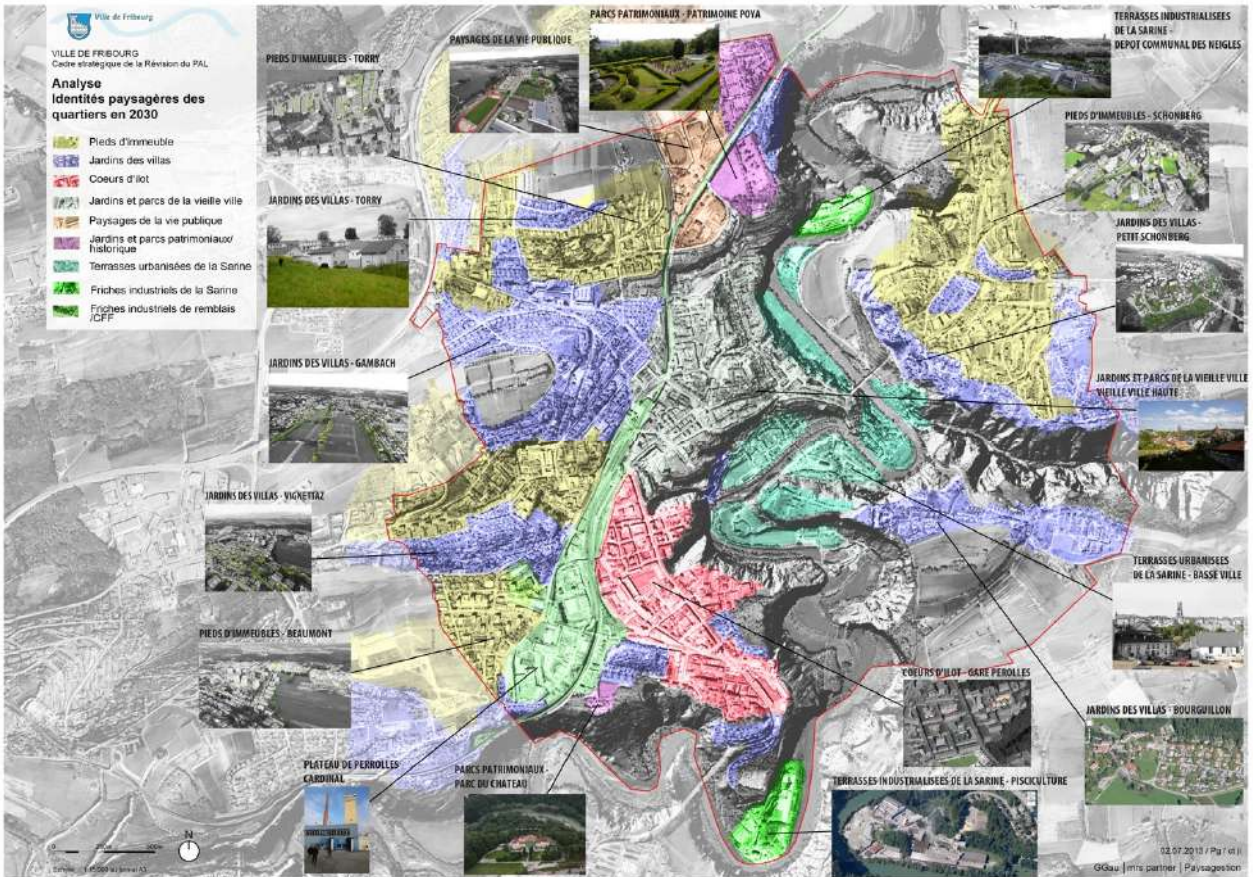 Ville de Fribourg
VILLE DE FRIBOURG
Cadre stratégique de la Révision du PAL
Analyse
Identités paysagères des
quartiers en 2030
Pieds d'immeuble
Jardins des villas
Coeurs d'ilot
Jardins et parcs de la vieille ville
Paysages de la vie publique
Jardins et parcs patrimoniaux/
historique
Terrasses urbanisées de la Sarine
Friches industriels de la Sarine
Friches industriels de remblais
/CFF
PIEDS D'IMMEUBLES - TORRY
PAYSAGES DE LA VIE PUBLIQUE
PARCS PATRIMONIAUX - PATRIMOINE POYA
TERRASSES INDUSTRIALISEES
DE LA SARINE -
DEPOT COMMUNAL DES NEIGLES
PIEDS D'IMMEUBLES - SCHONBERG
JARDINS DES VILLAS - TORRY
JARDINS DES VILLAS -
PETIT SCHONBERG
JARDINS DES VILLAS - GAMBACH
JARDINS ET PARCS DE LA VIEILLE VILLE
VIEILLE VILLE HAUTE
JARDINS DES VILLAS - VIGNETTAZ
TERRASSES URBANISEES
DE LA SARINE - BASSE VILLE
PIEDS D'IMMEUBLES - BEAUMONT
COEURS D'ILOT - GARE PEROLLES
JARDINS DES VILLAS - BOURGUILLON
PLATEAU DE PERROLLES
CARDINAL
PARCS PATRIMONIAUX -
PARC DU CHATEAU
TERRASSES INDUSTRIALISEES DE LA SARINE - PISCICULTURE
N
0
02.07.2013 /
GGau | mrs partner | Paysagestion